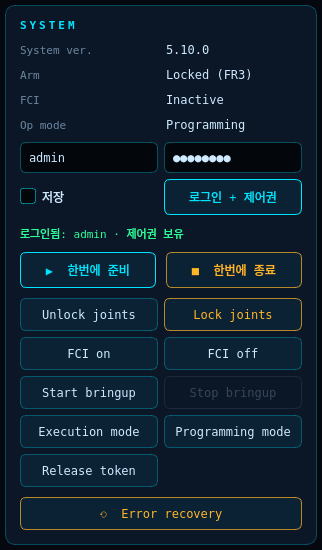 SYSTEM
System ver. 5.10.0
Arm Locked (FR3)
FCI Inactive
Op mode Programming
admin ●●●●●●●●
저장 로그인 + 제어권
로그인됨: admin · 제어권 보유
▶ 한번에 준비 ■ 한번에 종료
Unlock joints Lock joints
FCI on FCI off
Start bringup Stop bringup
Execution mode Programming mode
Release token
⟲ Error recovery